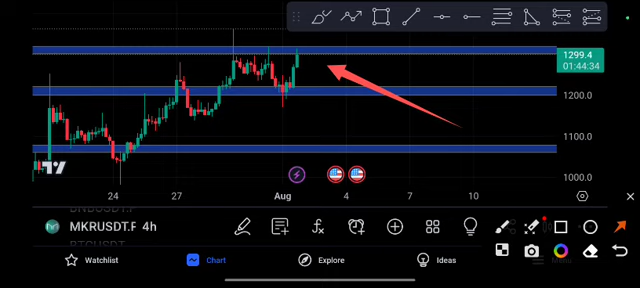 1299.4
01:44:34
1200.0
1100.0
1000.0
24 27 Aug 4 7 10
MKRUSDT.P 4h
BTCUSDT
Watchlist
Chart
Explore
Ideas